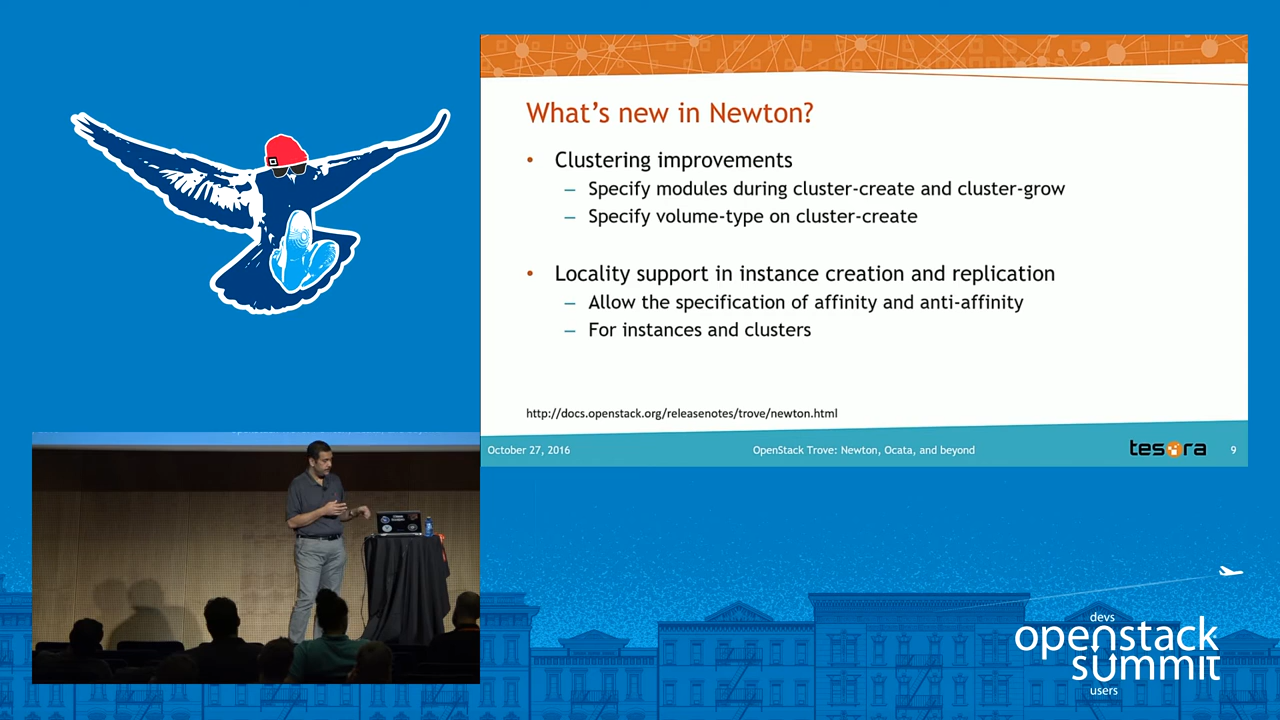 What's new in Newton?
• Clustering improvements
– Specify modules during cluster-create and cluster-grow
– Specify volume-type on cluster-create
• Locality support in instance creation and replication
– Allow the specification of affinity and anti-affinity
– For instances and clusters
http://docs.openstack.org/releasenotes/trove/newton.html
October 27, 2016
OpenStack Trove: Newton, Ocata, and beyond
tesora
9
devs
openstack
summit
users